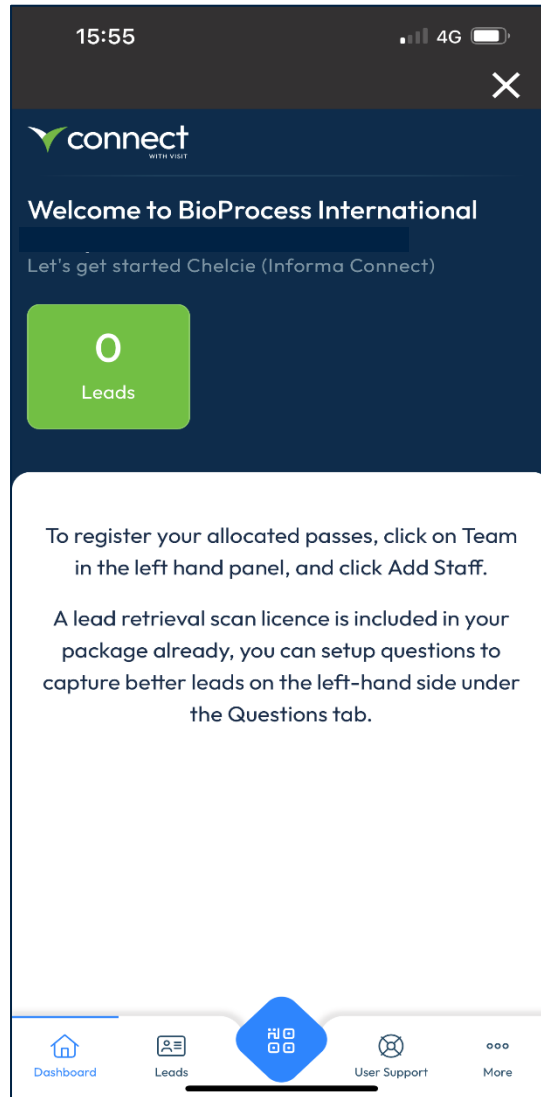 15:55
4G
connect
WITH VISIT
Welcome to BioProcess International
Let's get started Chelcie (Informa Connect)
0
Leads
To register your allocated passes, click on Team
in the left hand panel, and click Add Staff.
A lead retrieval scan licence is included in your
package already, you can setup questions to
capture better leads on the left-hand side under
the Questions tab.
Dashboard
Leads
User Support
More